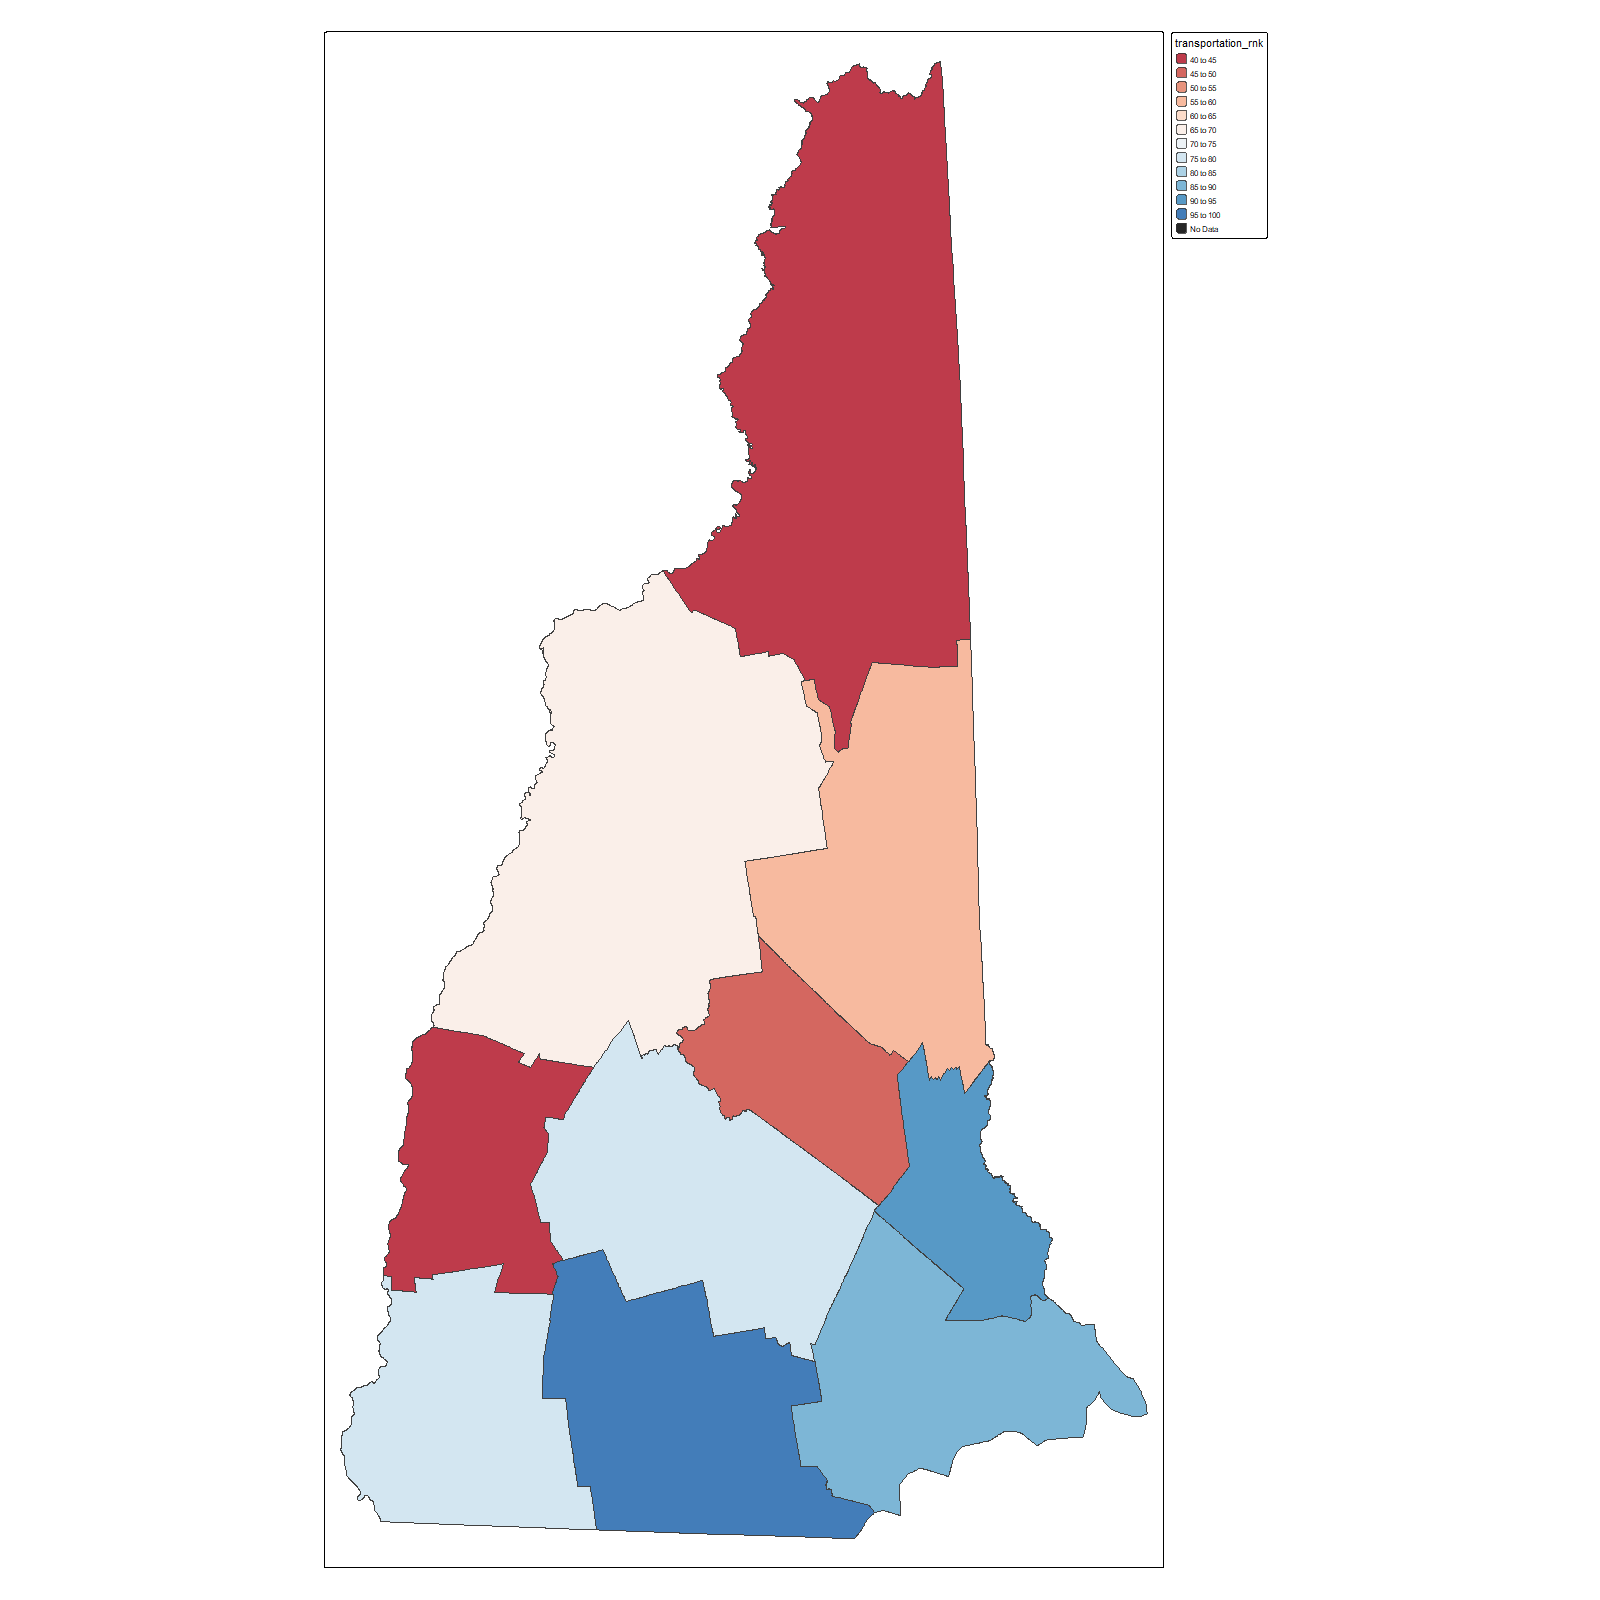 transportation_rnk
40 to 45
45 to 50
50 to 55
55 to 60
60 to 65
65 to 70
70 to 75
75 to 80
80 to 85
85 to 90
90 to 95
95 to 100
No Data